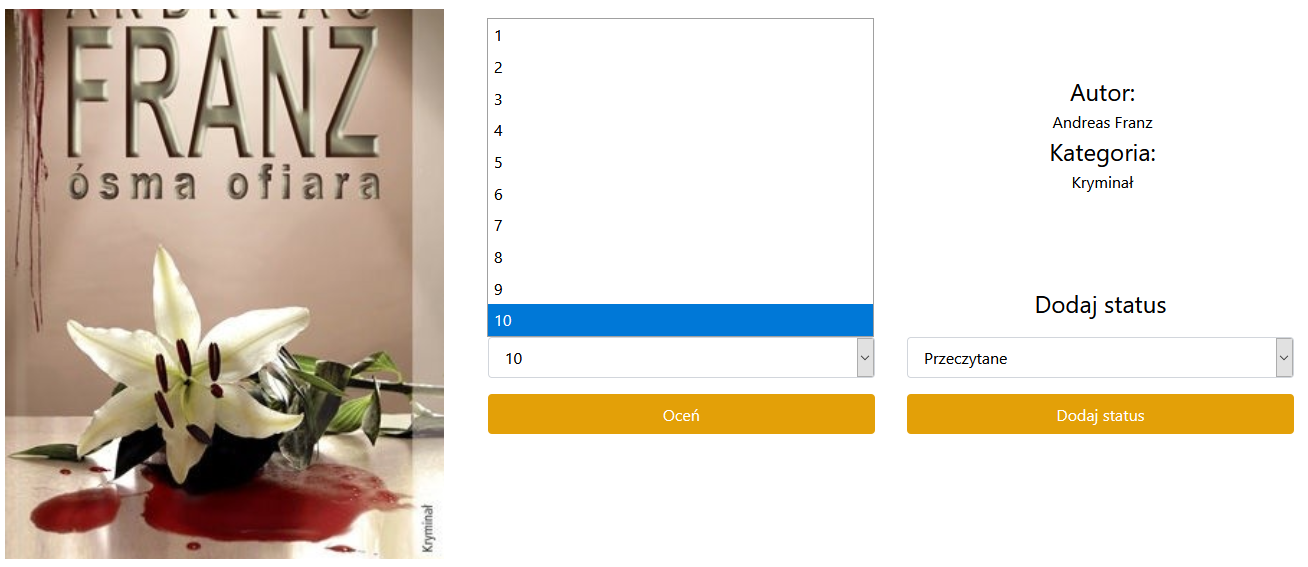 ANDREAS
FRANZ
ósma ofiara
Kryminał
1
2
3
4
5
6
7
8
9
10
10
Oceń
Autor:
Andreas Franz
Kategoria:
Kryminał
Dodaj status
Przeczytane
Dodaj status